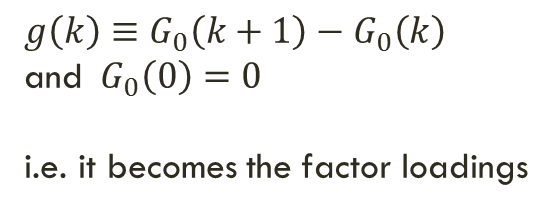 g(k) ≡ G₀(k + 1) − G₀(k)
and G₀(0) = 0
i.e. it becomes the factor loadings